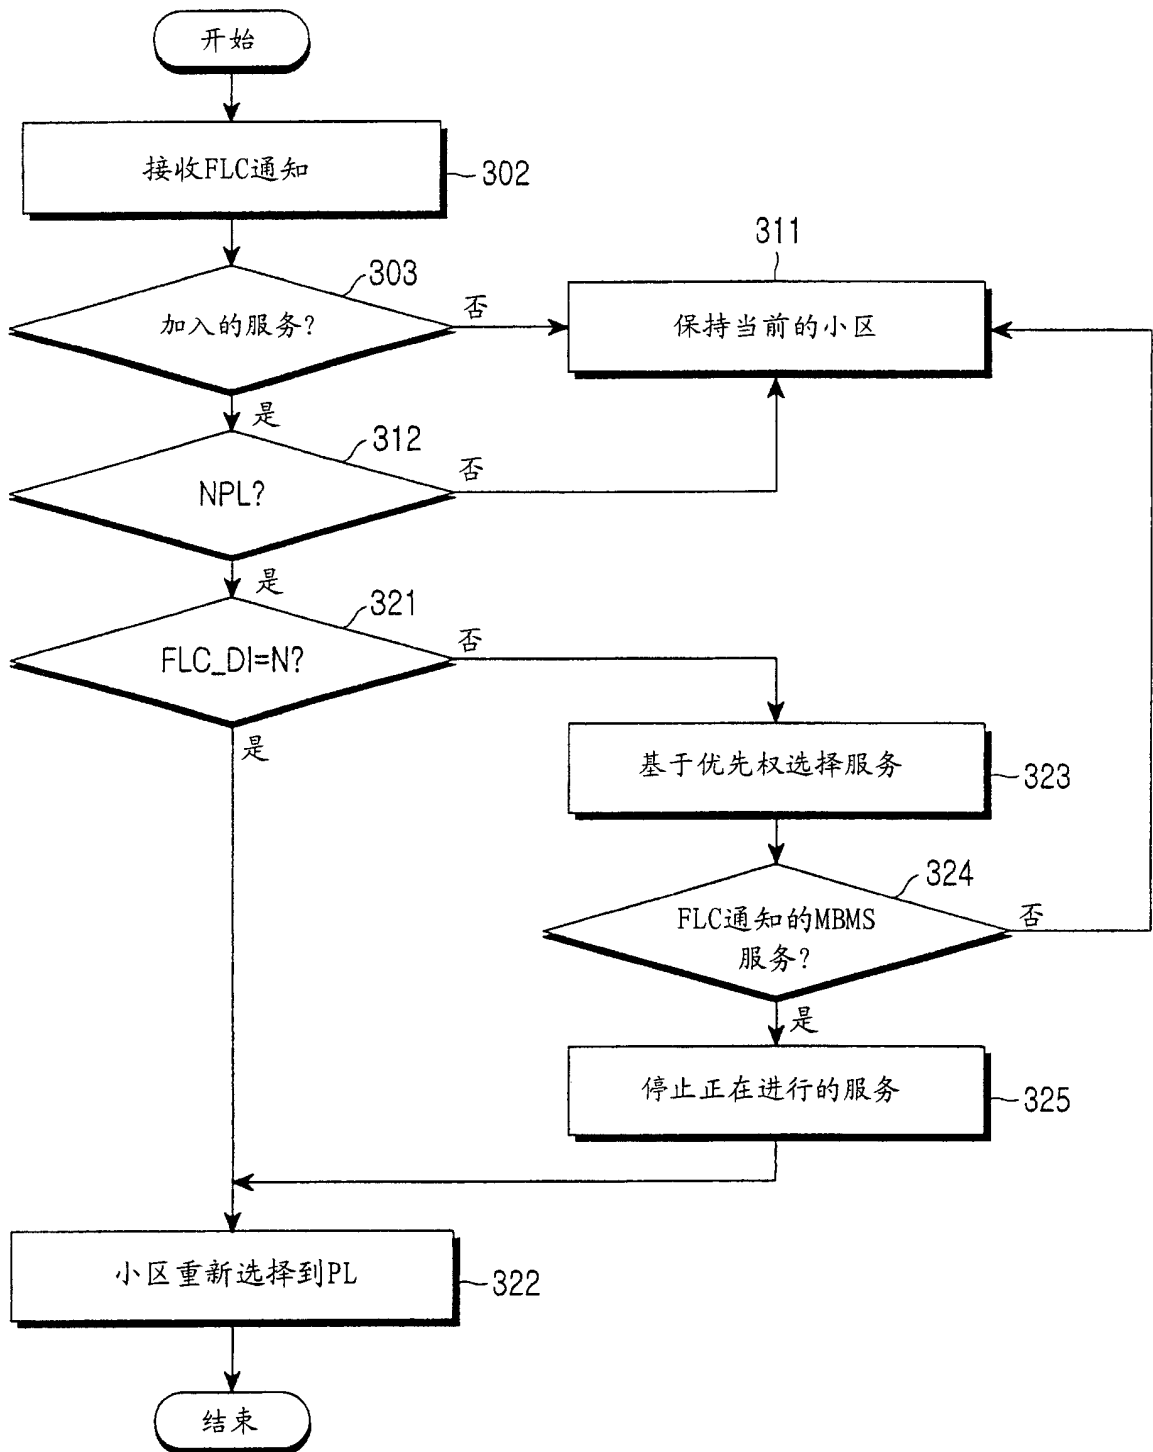 开始
接收FLC通知
302
303
加入的服务?
否
311
保持当前的小区
是
312
NPL?
否
是
321
FLC_DI=N?
否
是
基于优先权选择服务
323
324
FLC通知的MBMS
服务?
否
是
停止正在进行的服务
325
小区重新选择到PL
322
结束